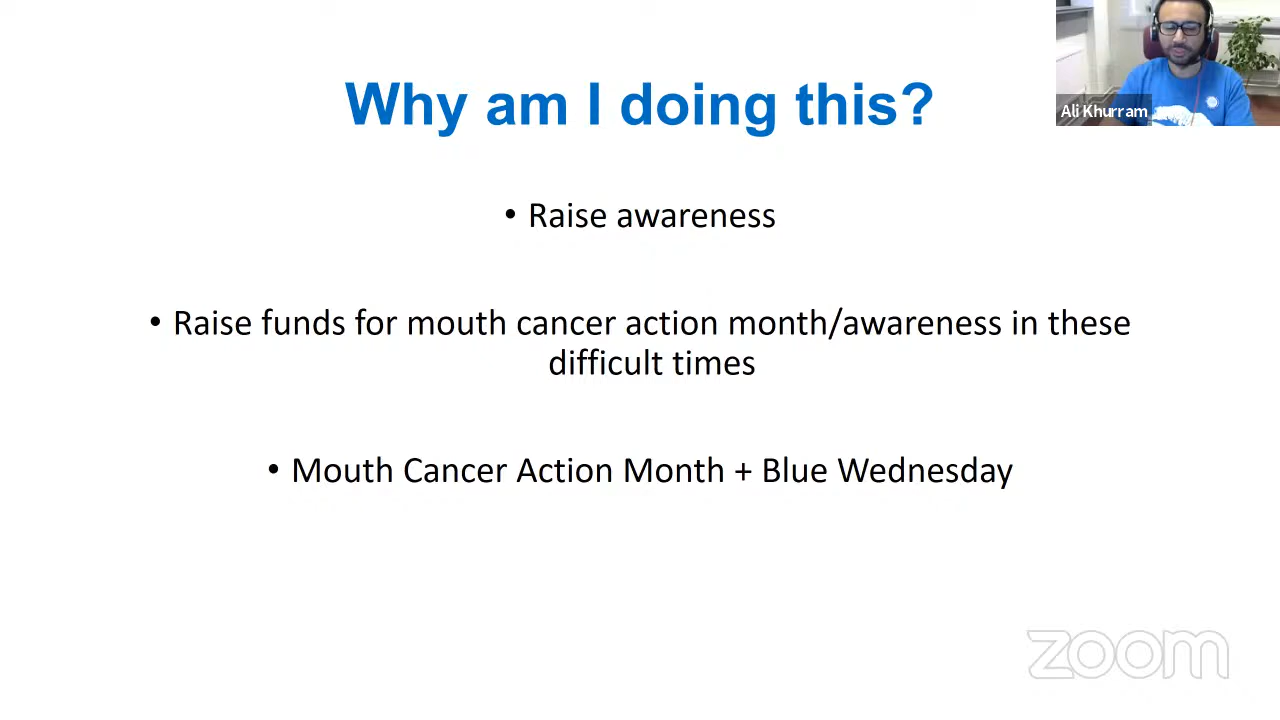 Why am I doing this?
Ali Khurram
• Raise awareness
• Raise funds for mouth cancer action month/awareness in these
difficult times
• Mouth Cancer Action Month + Blue Wednesday
zoom